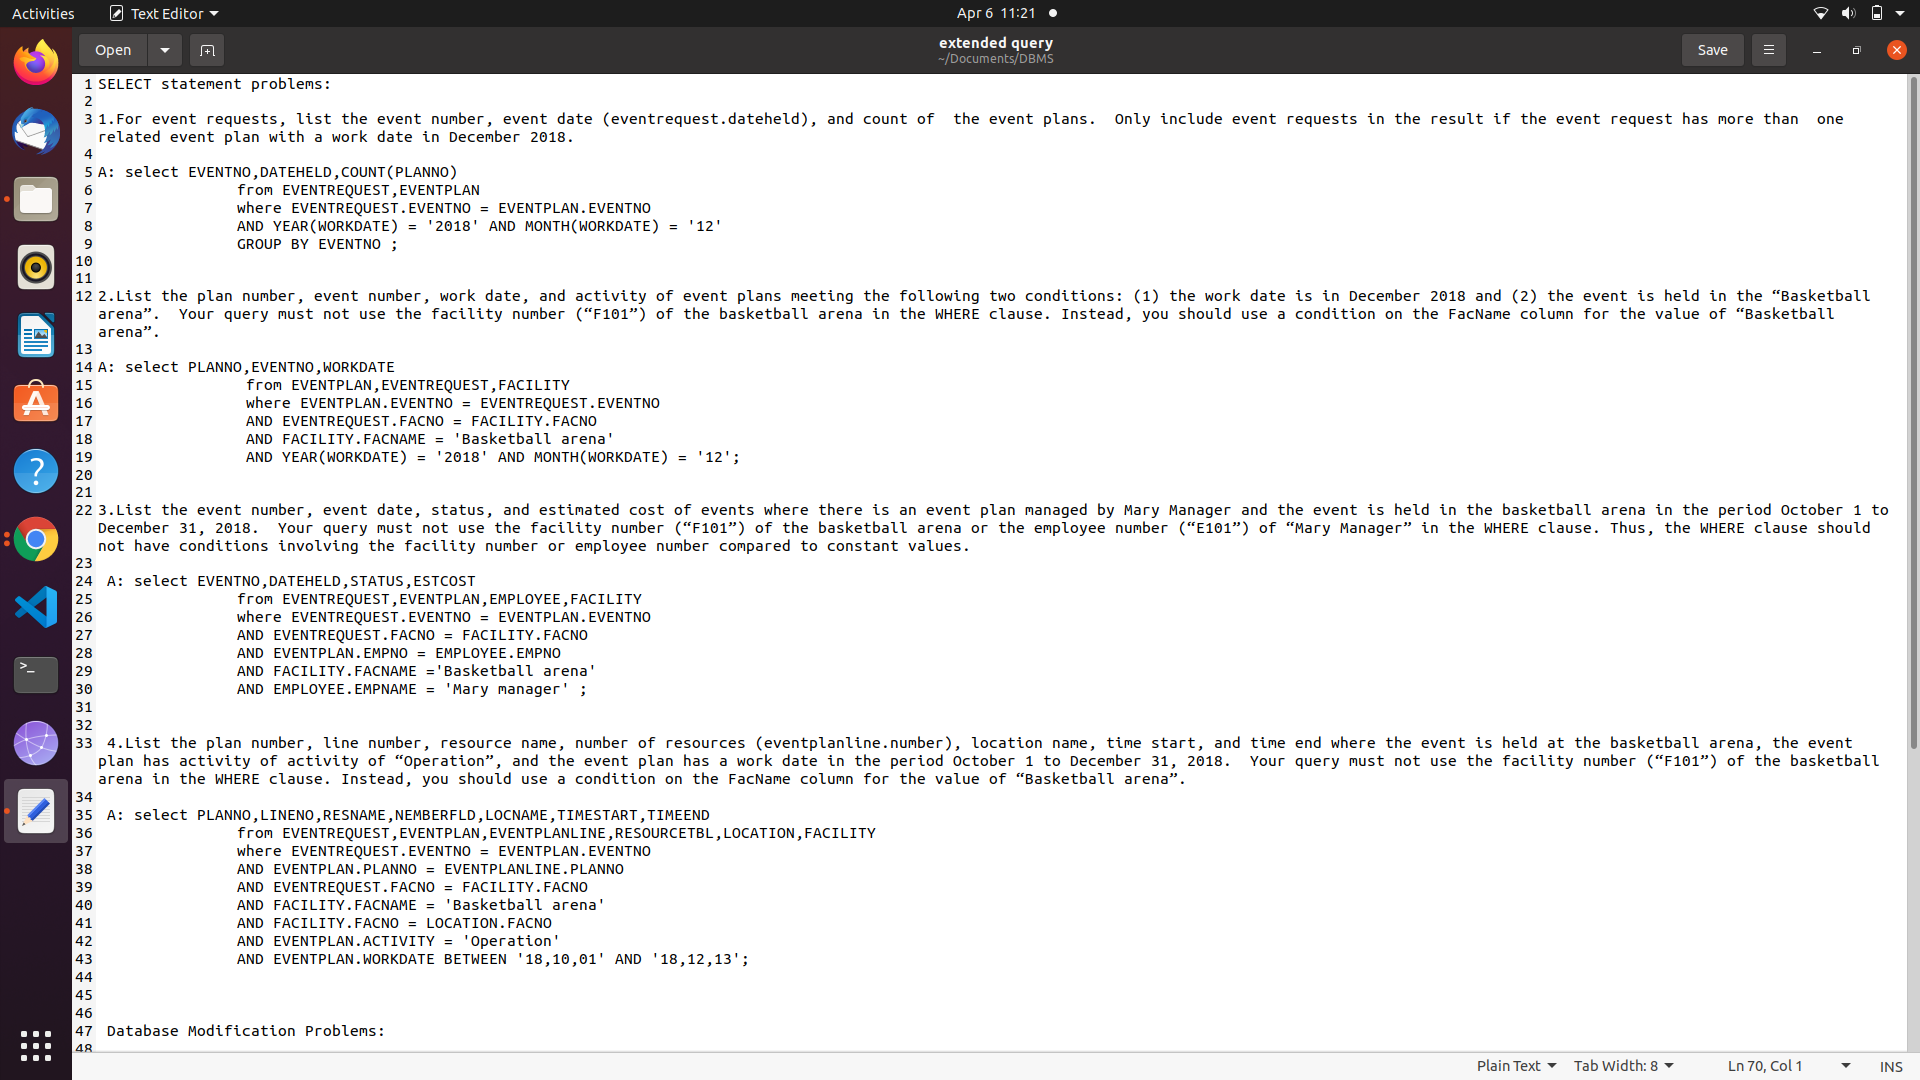 Activities Text Editor Apr 6 11:21
Open extended query Save
~/Documents/DBMS
1 SELECT statement problems:
2
3 1.For event requests, list the event number, event date (eventrequest.dateheld), and count of  the event plans.  Only include event requests in the result if the event request has more than  one
related event plan with a work date in December 2018.
4
5 A: select EVENTNO,DATEHELD,COUNT(PLANNO)
6 from EVENTREQUEST,EVENTPLAN
7 where EVENTREQUEST.EVENTNO = EVENTPLAN.EVENTNO
8 AND YEAR(WORKDATE) = '2018' AND MONTH(WORKDATE) = '12'
9 GROUP BY EVENTNO ;
10
11
12 2.List the plan number, event number, work date, and activity of event plans meeting the following two conditions: (1) the work date is in December 2018 and (2) the event is held in the “Basketball
arena”.  Your query must not use the facility number (“F101”) of the basketball arena in the WHERE clause. Instead, you should use a condition on the FacName column for the value of “Basketball
arena”.
13
14 A: select PLANNO,EVENTNO,WORKDATE
15 from EVENTPLAN,EVENTREQUEST,FACILITY
16 where EVENTPLAN.EVENTNO = EVENTREQUEST.EVENTNO
17 AND EVENTREQUEST.FACNO = FACILITY.FACNO
18 AND FACILITY.FACNAME = 'Basketball arena'
19 AND YEAR(WORKDATE) = '2018' AND MONTH(WORKDATE) = '12';
20
21
22 3.List the event number, event date, status, and estimated cost of events where there is an event plan managed by Mary Manager and the event is held in the basketball arena in the period October 1 to
December 31, 2018.  Your query must not use the facility number (“F101”) of the basketball arena or the employee number (“E101”) of “Mary Manager” in the WHERE clause. Thus, the WHERE clause should
not have conditions involving the facility number or employee number compared to constant values.
23
24 A: select EVENTNO,DATEHELD,STATUS,ESTCOST
25 from EVENTREQUEST,EVENTPLAN,EMPLOYEE,FACILITY
26 where EVENTREQUEST.EVENTNO = EVENTPLAN.EVENTNO
27 AND EVENTREQUEST.FACNO = FACILITY.FACNO
28 AND EVENTPLAN.EMPNO = EMPLOYEE.EMPNO
29 AND FACILITY.FACNAME ='Basketball arena'
30 AND EMPLOYEE.EMPNAME = 'Mary manager' ;
31
32
33 4.List the plan number, line number, resource name, number of resources (eventplanline.number), location name, time start, and time end where the event is held at the basketball arena, the event
plan has activity of activity of “Operation”, and the event plan has a work date in the period October 1 to December 31, 2018.  Your query must not use the facility number (“F101”) of the basketball
arena in the WHERE clause. Instead, you should use a condition on the FacName column for the value of “Basketball arena”.
34
35 A: select PLANNO,LINENO,RESNAME,NEMBERFLD,LOCNAME,TIMESTART,TIMEEND
36 from EVENTREQUEST,EVENTPLAN,EVENTPLANLINE,RESOURCETBL,LOCATION,FACILITY
37 where EVENTREQUEST.EVENTNO = EVENTPLAN.EVENTNO
38 AND EVENTPLAN.PLANNO = EVENTPLANLINE.PLANNO
39 AND EVENTREQUEST.FACNO = FACILITY.FACNO
40 AND FACILITY.FACNAME = 'Basketball arena'
41 AND FACILITY.FACNO = LOCATION.FACNO
42 AND EVENTPLAN.ACTIVITY = 'Operation'
43 AND EVENTPLAN.WORKDATE BETWEEN '18,10,01' AND '18,12,13';
44
45
46
47 Database Modification Problems:
48
Plain Text Tab Width: 8 Ln 70, Col 1 INS